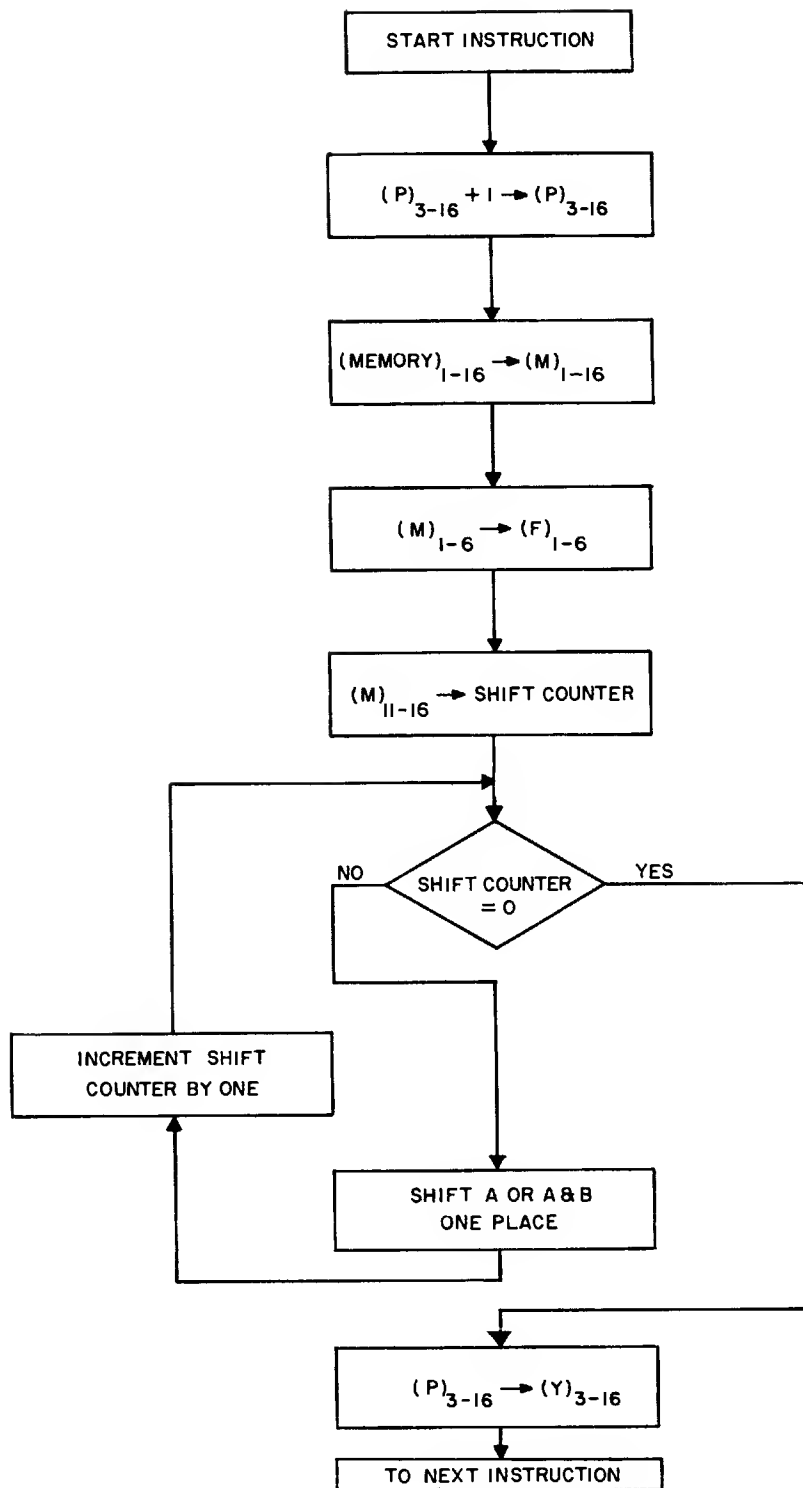 START INSTRUCTION
(P)3-16 + 1 → (P)3-16
(MEMORY)1-16 → (M)1-16
(M)1-6 → (F)1-6
(M)11-16 → SHIFT COUNTER
NO
YES
SHIFT COUNTER
= 0
INCREMENT SHIFT
COUNTER BY ONE
SHIFT A OR A & B
ONE PLACE
(P)3-16 → (Y)3-16
TO NEXT INSTRUCTION